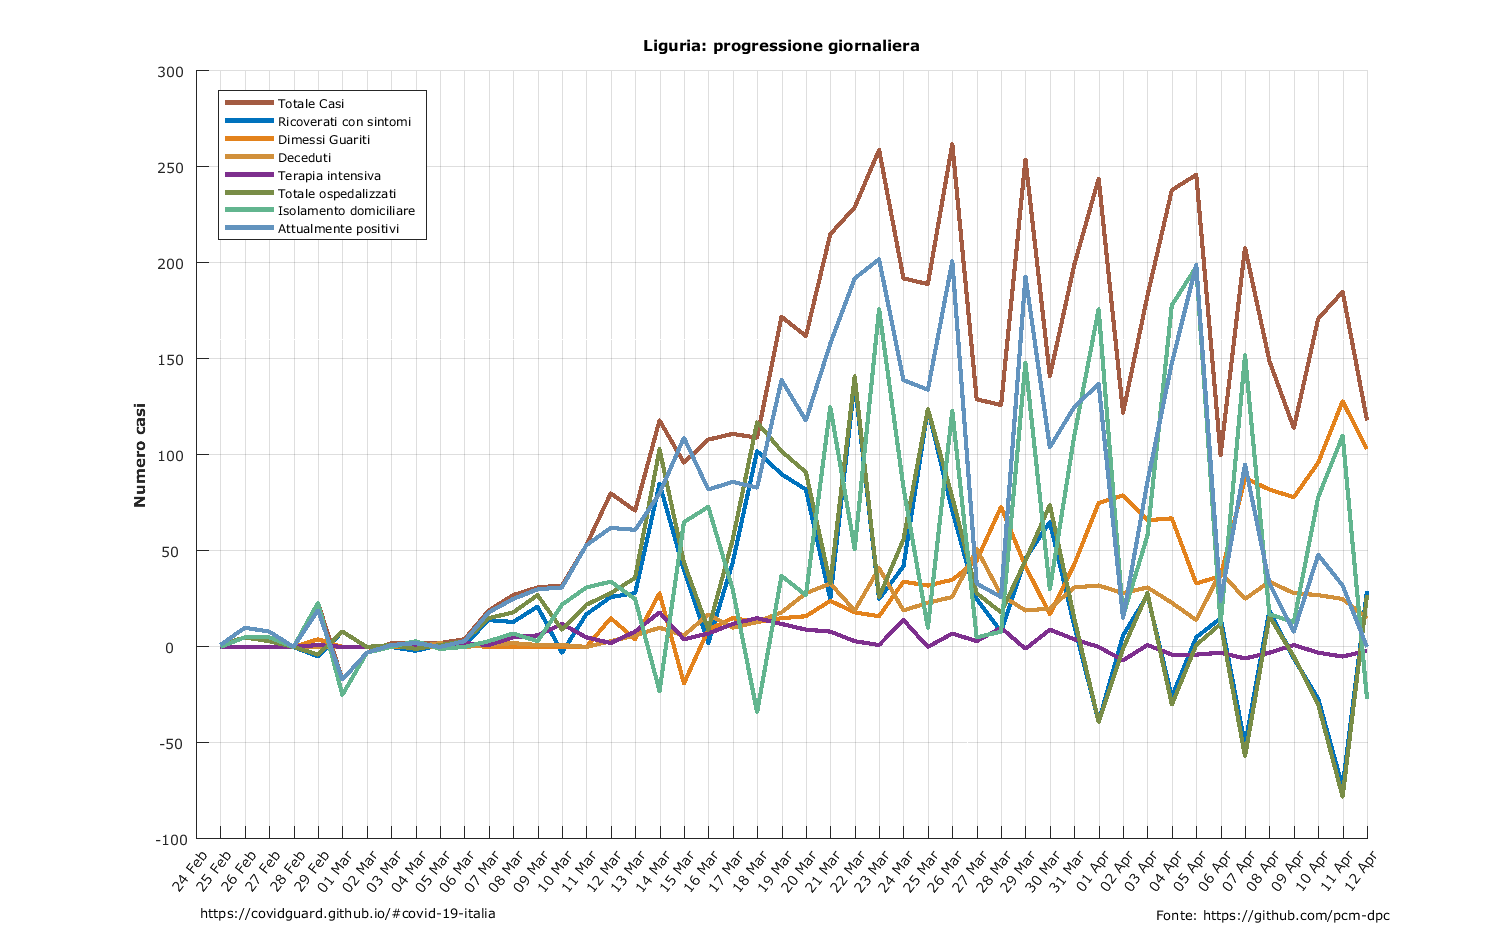 Liguria: progressione giornaliera
300
250
200
150
100
50
0
-50
-100
Numero casi
Totale Casi
Ricoverati con sintomi
Dimessi Guariti
Deceduti
Terapia intensiva
Totale ospedalizzati
Isolamento domiciliare
Attualmente positivi
24 Feb
25 Feb
26 Feb
27 Feb
28 Feb
29 Feb
01 Mar
02 Mar
03 Mar
04 Mar
05 Mar
06 Mar
07 Mar
08 Mar
09 Mar
10 Mar
11 Mar
12 Mar
13 Mar
14 Mar
15 Mar
16 Mar
17 Mar
18 Mar
19 Mar
20 Mar
21 Mar
22 Mar
23 Mar
24 Mar
25 Mar
26 Mar
27 Mar
28 Mar
29 Mar
30 Mar
31 Mar
01 Apr
02 Apr
03 Apr
04 Apr
05 Apr
06 Apr
07 Apr
08 Apr
09 Apr
10 Apr
11 Apr
12 Apr
https://covidguard.github.io/#covid-19-italia
Fonte: https://github.com/pcm-dpc